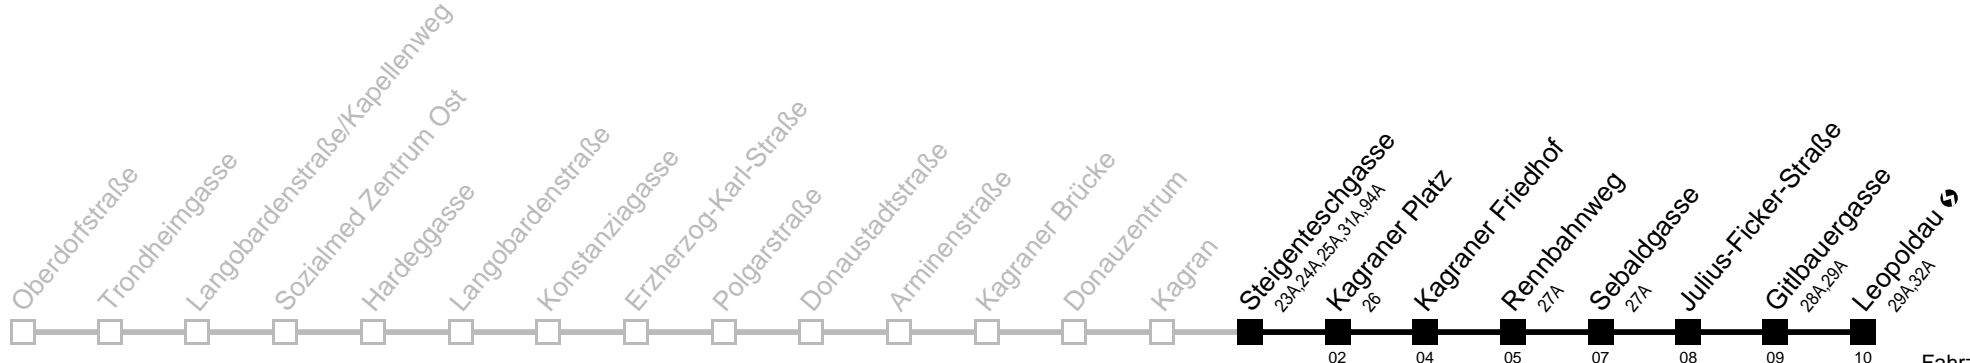 Oberdorfstraße
Trondheimgasse
Langobardenstraße/Kapellenweg
Sozialmed Zentrum Ost
Hardeggasse
Langobardenstraße
Konstanziagasse
Erzherzog-Karl-Straße
Polgarstraße
Donaustadtstraße
Arminenstraße
Kagraner Brücke
Donauzentrum
Kagran
Steigenteschgasse
23A,24A,25A,31A,94A
Kagraner Platz
26
Kagraner Friedhof
Rennbahnweg
27A
Sebaldgasse
27A
Julius-Ficker-Straße
Gitlbauergasse
28A,29A
Leopoldau
29A,32A
02 04 05 07 08 09 10